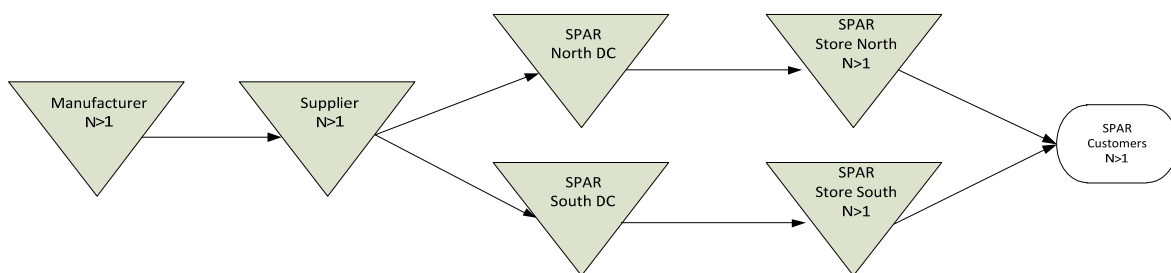 Manufacturer
N>1
Supplier
N>1
SPAR
North DC
SPAR
Store North
N>1
SPAR
South DC
SPAR
Store South
N>1
SPAR
Customers
N>1